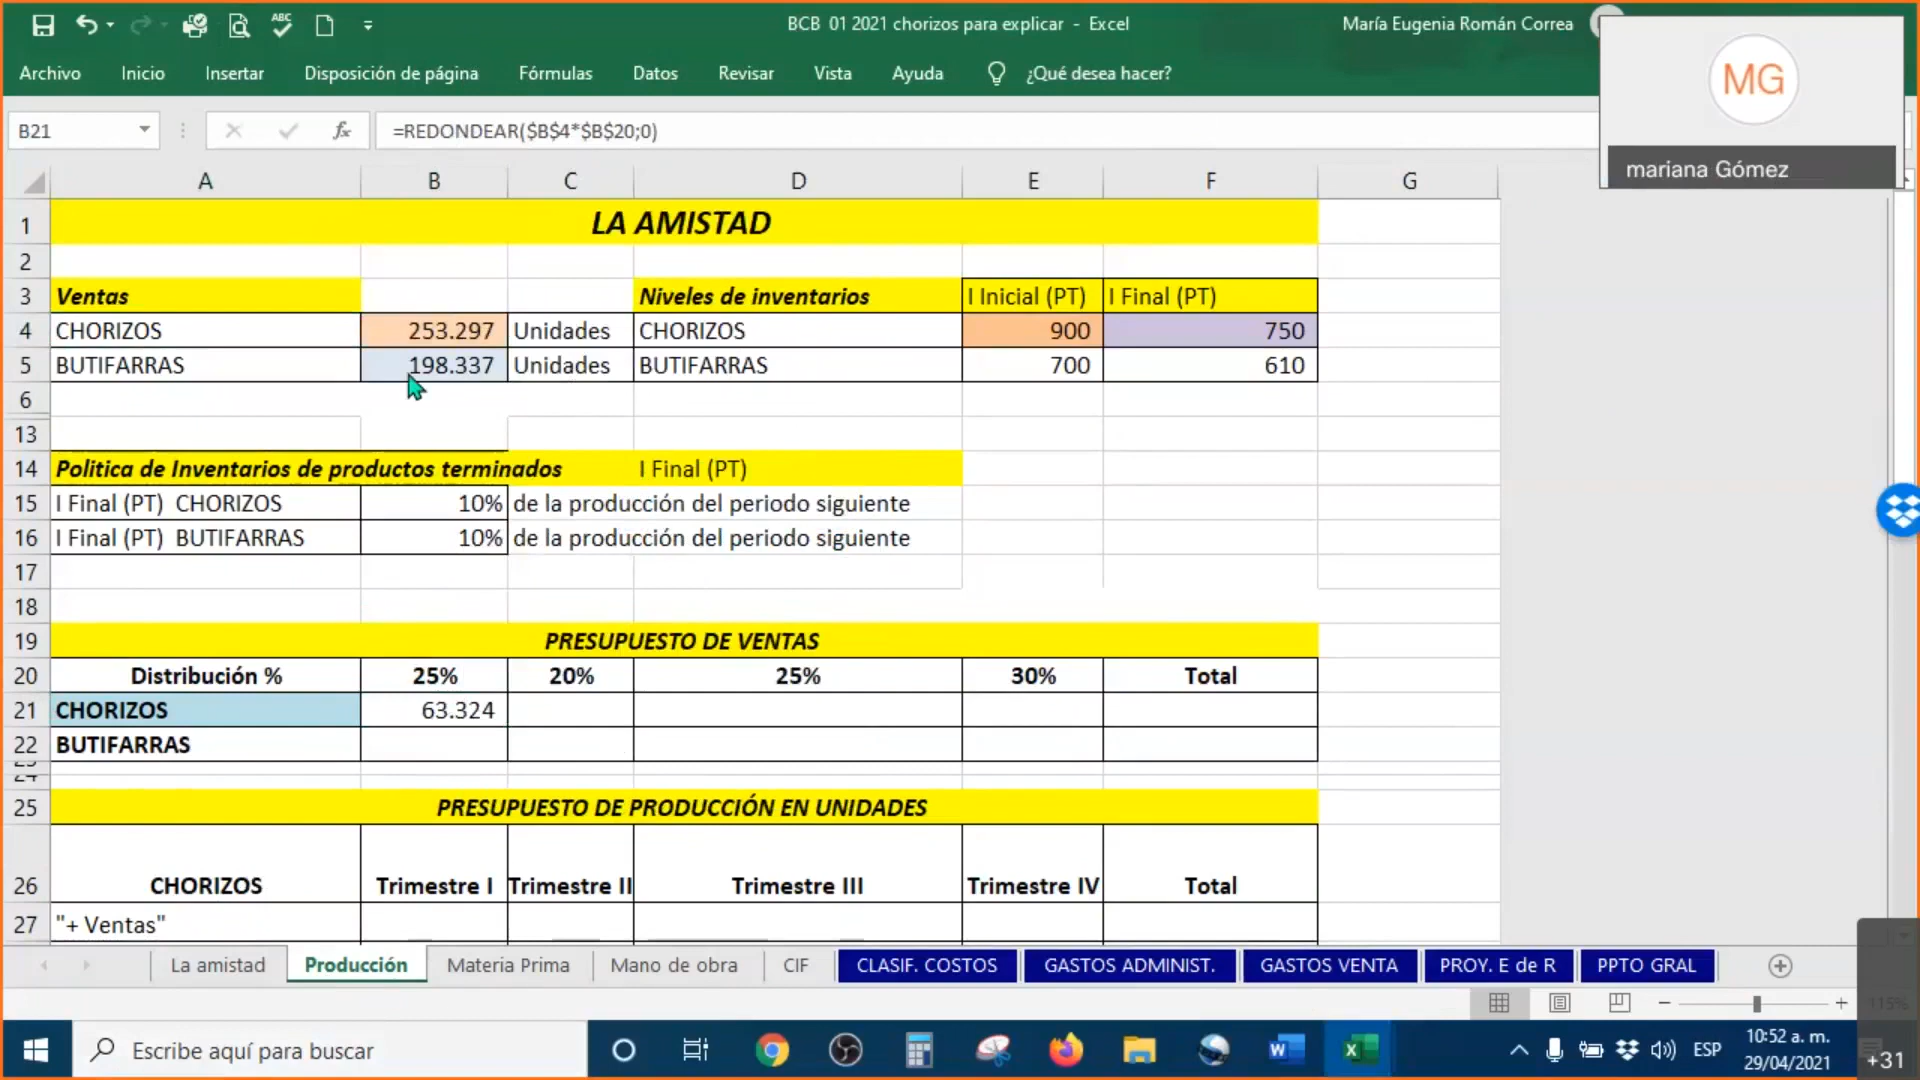 BCB 01 2021 chorizos para explicar - Excel
María Eugenia Román Correa
Archivo Inicio Insertar Disposición de página Fórmulas Datos Revisar Vista Ayuda ¿Qué desea hacer?
MG
mariana Gómez
B21 fx =REDONDEAR($B$4*$B$20;0)
A B C D E F G
1 LA AMISTAD
2
3 Ventas Niveles de inventarios I Inicial (PT) I Final (PT)
4 CHORIZOS 253.297 Unidades CHORIZOS 900 750
5 BUTIFARRAS 198.337 Unidades BUTIFARRAS 700 610
6
13
14 Politica de Inventarios de productos terminados I Final (PT)
15 I Final (PT) CHORIZOS 10% de la producción del periodo siguiente
16 I Final (PT) BUTIFARRAS 10% de la producción del periodo siguiente
17
18
19 PRESUPUESTO DE VENTAS
20 Distribución % 25% 20% 25% 30% Total
21 CHORIZOS 63.324
22 BUTIFARRAS
25 PRESUPUESTO DE PRODUCCIÓN EN UNIDADES
26 CHORIZOS Trimestre I Trimestre II Trimestre III Trimestre IV Total
27 "+ Ventas"
La amistad Producción Materia Prima Mano de obra CIF CLASIF. COSTOS GASTOS ADMINIST. GASTOS VENTA PROY. E de R PPTO GRAL
115%
Escribe aquí para buscar
ESP
10:52 a. m.
29/04/2021
+31